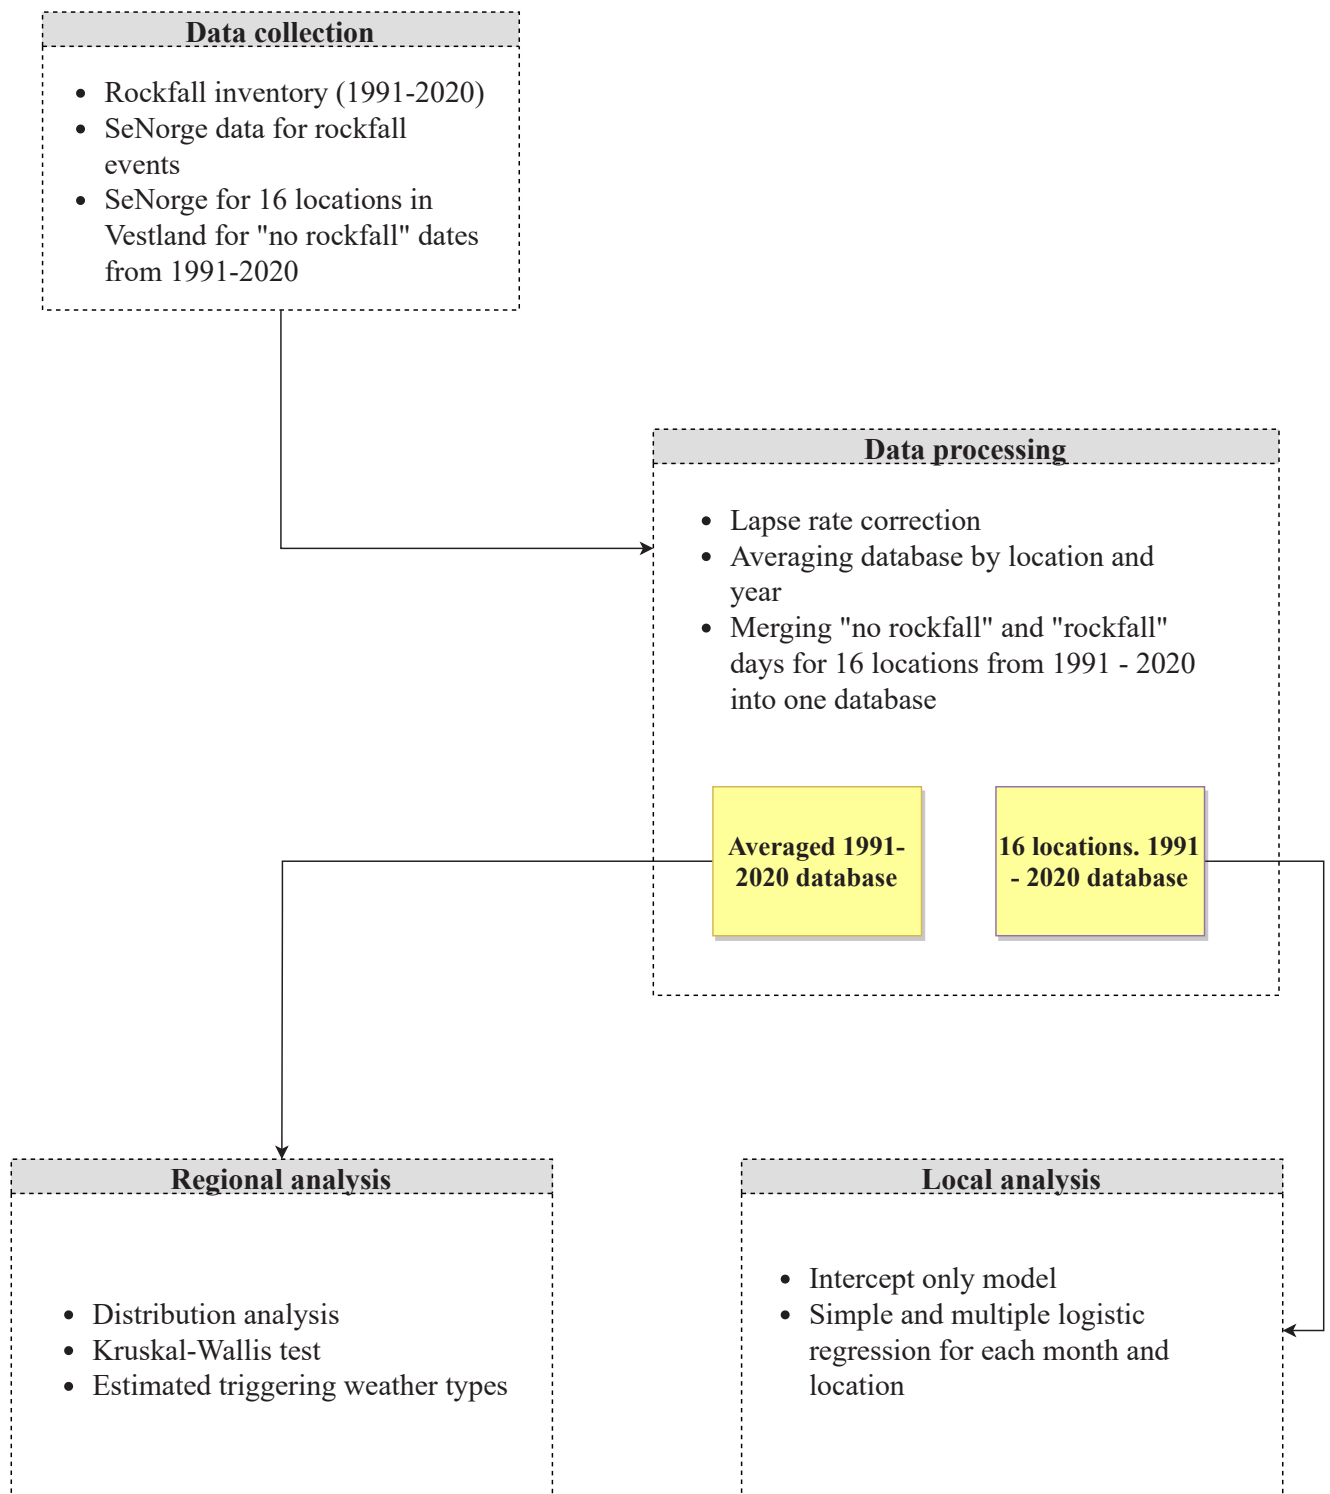 Data collection
• Rockfall inventory (1991-2020)
• SeNorge data for rockfall
events
• SeNorge for 16 locations in
Vestland for "no rockfall" dates
from 1991-2020
Data processing
• Lapse rate correction
• Averaging database by location and
year
• Merging "no rockfall" and "rockfall"
days for 16 locations from 1991 - 2020
into one database
Averaged 1991-
2020 database
16 locations. 1991
- 2020 database
Regional analysis
• Distribution analysis
• Kruskal-Wallis test
• Estimated triggering weather types
Local analysis
• Intercept only model
• Simple and multiple logistic
regression for each month and
location